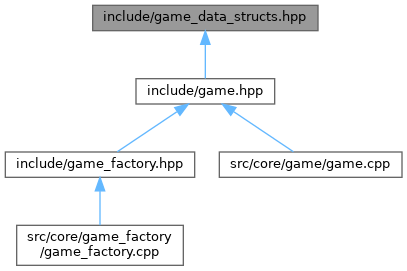 include/game_data_structs.hpp
include/game.hpp
include/game_factory.hpp
src/core/game/game.cpp
src/core/game_factory
/game_factory.cpp